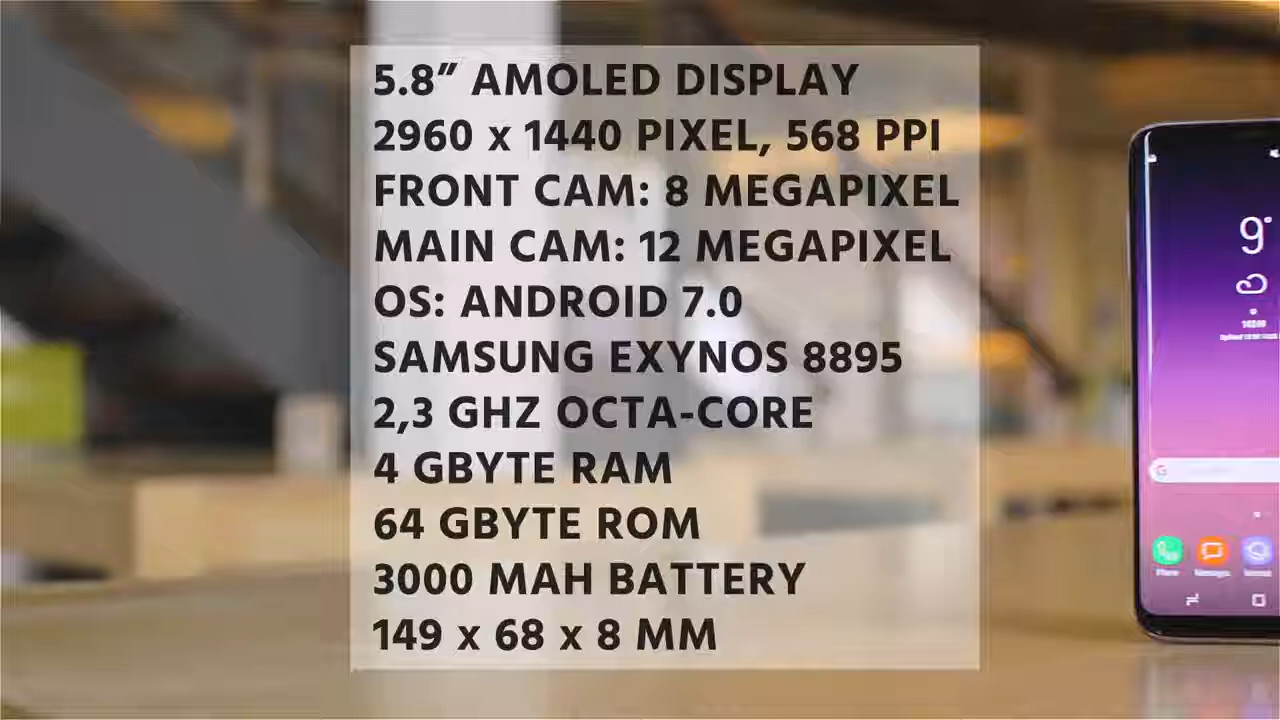 5.8” AMOLED DISPLAY
2960 x 1440 PIXEL, 568 PPI
FRONT CAM: 8 MEGAPIXEL
MAIN CAM: 12 MEGAPIXEL
OS: ANDROID 7.0
SAMSUNG EXYNOS 8895
2,3 GHZ OCTA-CORE
4 GBYTE RAM
64 GBYTE ROM
3000 MAH BATTERY
149 x 68 x 8 MM
9°
G
Phone